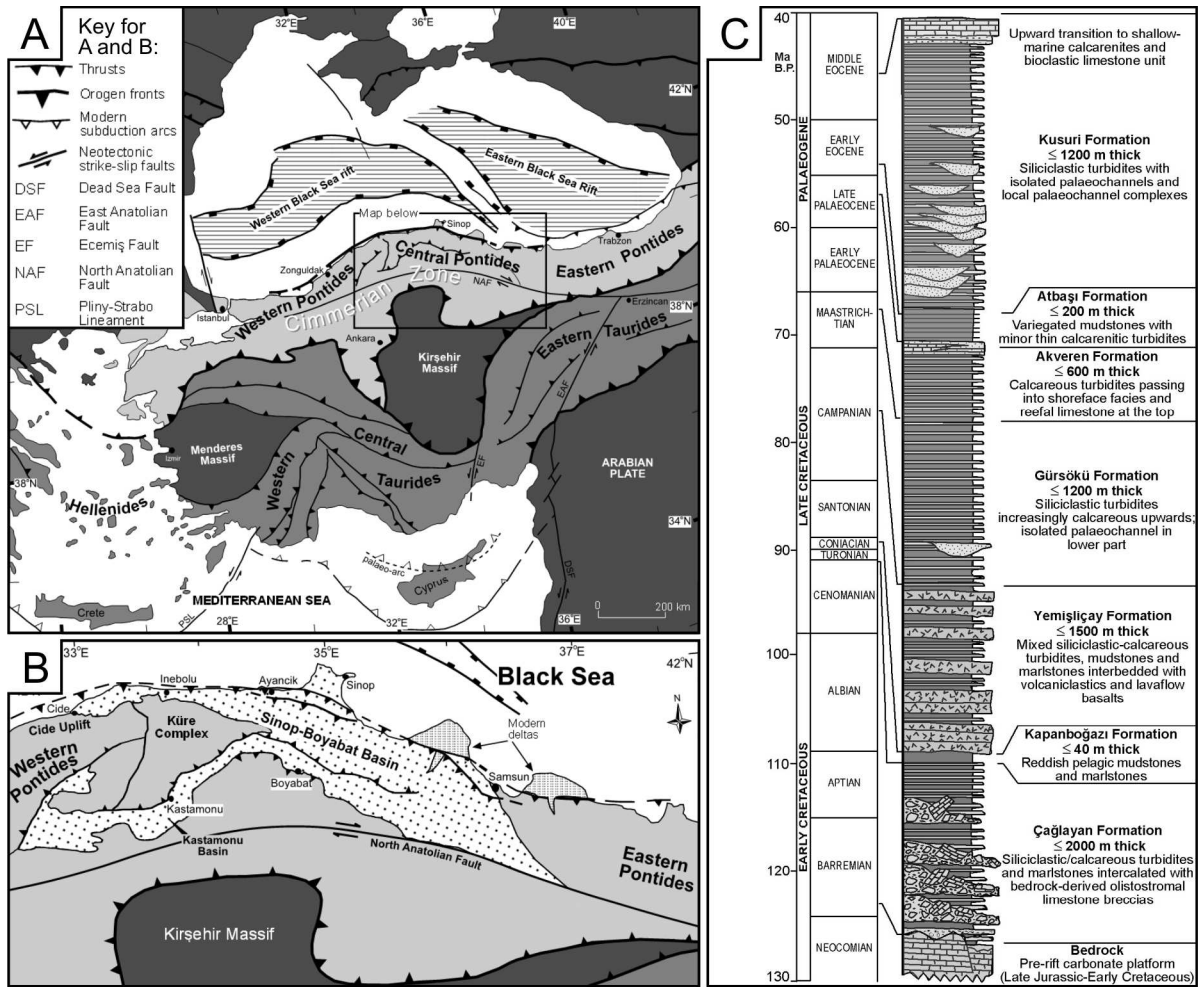 A
Key for
A and B:
Thrusts
Orogen fronts
Modern
subduction arcs
Neotectonic
strike-slip faults
DSF Dead Sea Fault
EAF East Anatolian
Fault
EF Ecemiş Fault
NAF North Anatolian
Fault
PSL Pliny-Strabo
Lineament
32°E
36°E
40°E
42°N
Western Black Sea rift
Eastern Black Sea Rift
Map below
Sinop
Trabzon
Zonguldak
Central Pontides
Eastern Pontides
Western Pontides
Cimmerian Zone
NAF
Istanbul
Erzincan
38°N
Ankara
Kirşehir
Massif
Eastern
Taurides
EAF
Menderes
Massif
Izmir
Central
Taurides
Western
EF
ARABIAN
PLATE
38°N
Hellenides
34°N
palaeo-arc
Cyprus
DSF
Crete
MEDITERRANEAN SEA
PSL
0 200 km
28°E
32°E
36°E
B
33°E
35°E
37°E
42°N
Black Sea
Inebolu
Ayancik
Sinop
N
Cide
Cide Uplift
Küre
Complex
Sinop-Boyabat Basin
Modern
deltas
Western
Pontides
Boyabat
Samsun
Kastamonu
Kastamonu
Basin
North Anatolian Fault
Eastern
Pontides
Kirşehir Massif
C
Ma
B.P.
40
50
60
70
80
90
100
110
120
130
PALAEOGENE
LATE CRETACEOUS
EARLY CRETACEOUS
MIDDLE
EOCENE
EARLY
EOCENE
LATE
PALAEOCENE
EARLY
PALAEOCENE
MAASTRICH-
TIAN
CAMPANIAN
SANTONIAN
CONIACIAN
TURONIAN
CENOMANIAN
ALBIAN
APTIAN
BARREMIAN
NEOCOMIAN
Upward transition to shallow-
marine calcarenites and
bioclastic limestone unit
Kusuri Formation
≤ 1200 m thick
Siliciclastic turbidites with
isolated palaeochannels and
local palaeochannel complexes
Atbaşı Formation
≤ 200 m thick
Variegated mudstones with
minor thin calcarenitic turbidites
Akveren Formation
≤ 600 m thick
Calcareous turbidites passing
into shoreface facies and
reefal limestone at the top
Gürsökü Formation
≤ 1200 m thick
Siliciclastic turbidites
increasingly calcareous upwards;
isolated palaeochannel in
lower part
Yemişliçay Formation
≤ 1500 m thick
Mixed siliciclastic-calcareous
turbidites, mudstones and
marlstones interbedded with
volcaniclastics and lavaflow
basalts
Kapanboğazı Formation
≤ 40 m thick
Reddish pelagic mudstones
and marlstones
Çağlayan Formation
≤ 2000 m thick
Siliciclastic/calcareous turbidites
and marlstones intercalated with
bedrock-derived olistostromal
limestone breccias
Bedrock
Pre-rift carbonate platform
(Late Jurassic-Early Cretaceous)